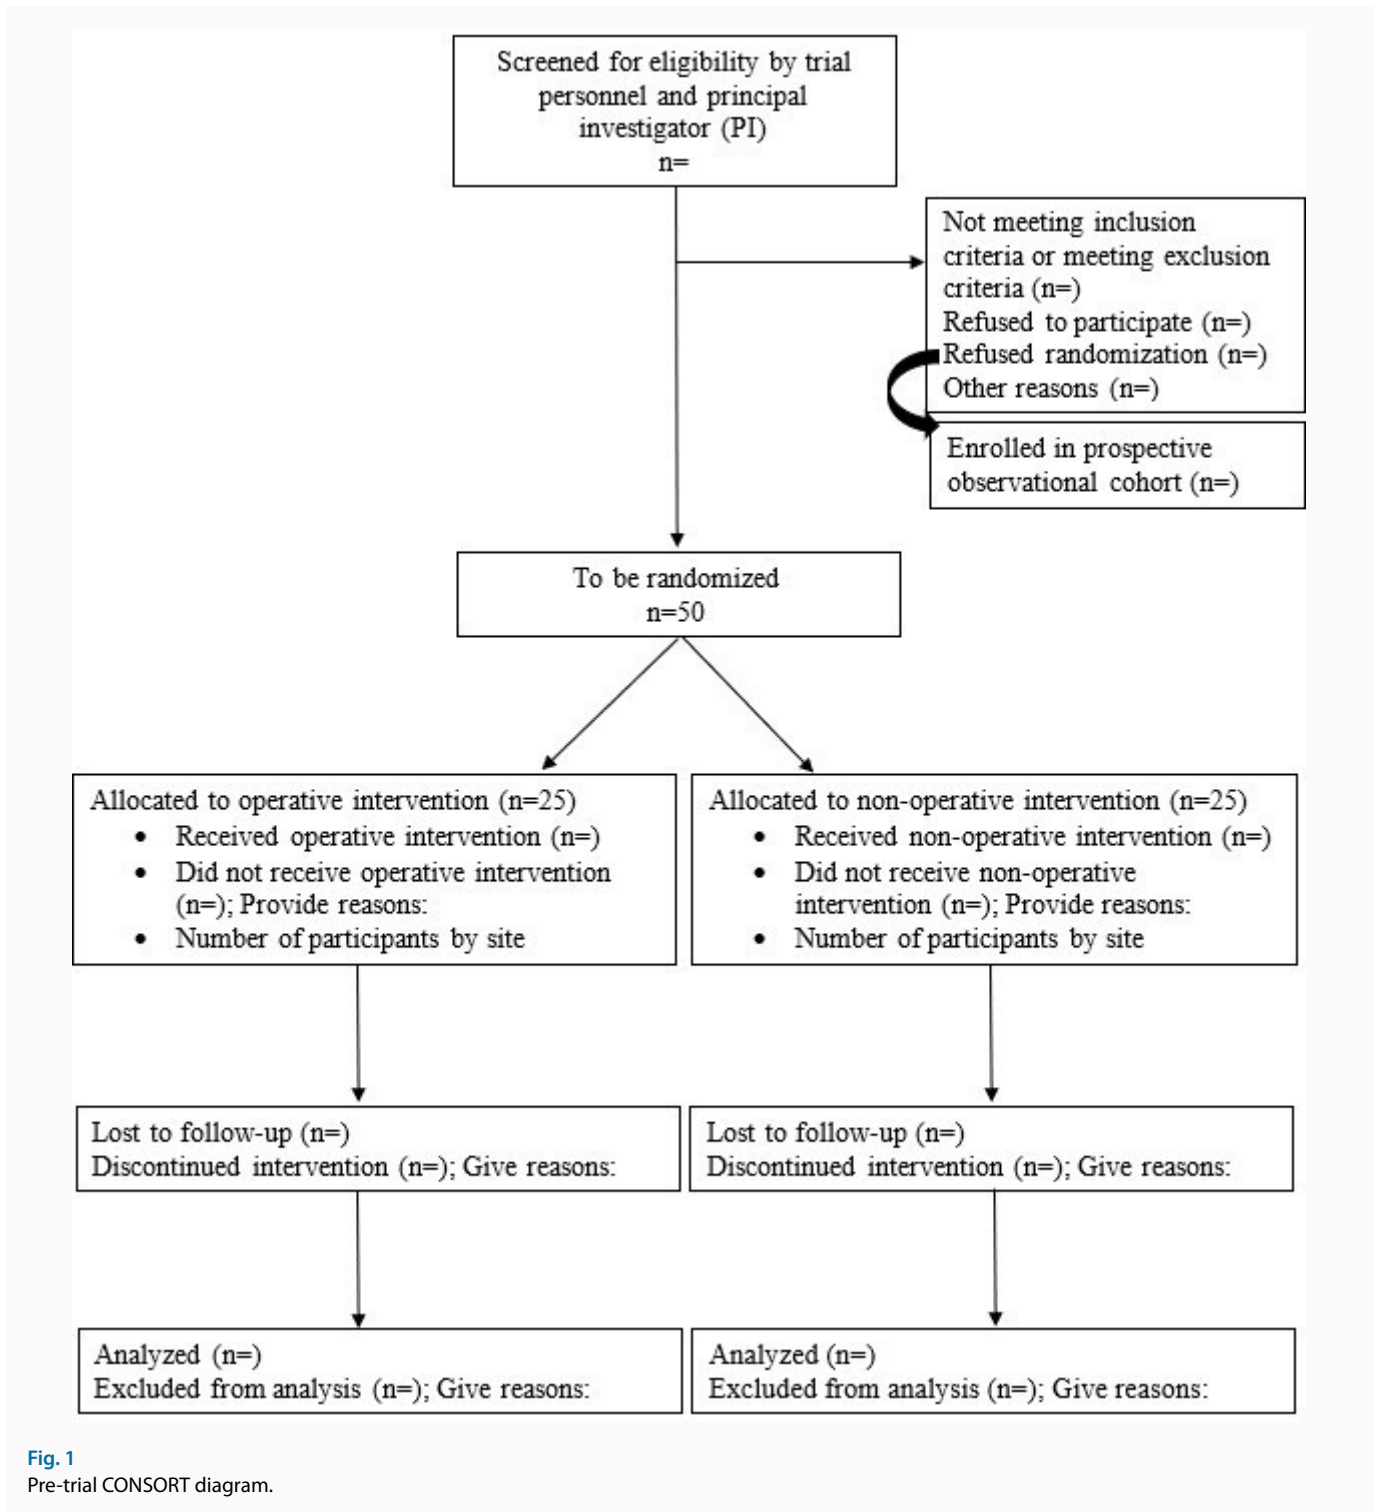 Screened for eligibility by trial
personnel and principal
investigator (PI)
n=
Not meeting inclusion
criteria or meeting exclusion
criteria (n=)
Refused to participate (n=)
Refused randomization (n=)
Other reasons (n=)
Enrolled in prospective
observational cohort (n=)
To be randomized
n=50
Allocated to operative intervention (n=25)
• Received operative intervention (n=)
• Did not receive operative intervention
(n=); Provide reasons:
• Number of participants by site
Allocated to non-operative intervention (n=25)
• Received non-operative intervention (n=)
• Did not receive non-operative
intervention (n=); Provide reasons:
• Number of participants by site
Lost to follow-up (n=)
Discontinued intervention (n=); Give reasons:
Lost to follow-up (n=)
Discontinued intervention (n=); Give reasons:
Analyzed (n=)
Excluded from analysis (n=); Give reasons:
Analyzed (n=)
Excluded from analysis (n=); Give reasons:
Fig. 1
Pre-trial CONSORT diagram.